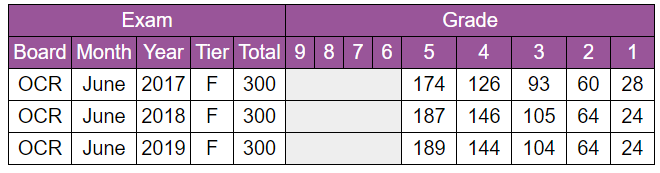 Exam Grade
Board Month Year Tier Total 9 8 7 6 5 4 3 2 1
OCR June 2017 F 300 174 126 93 60 28
OCR June 2018 F 300 187 146 105 64 24
OCR June 2019 F 300 189 144 104 64 24